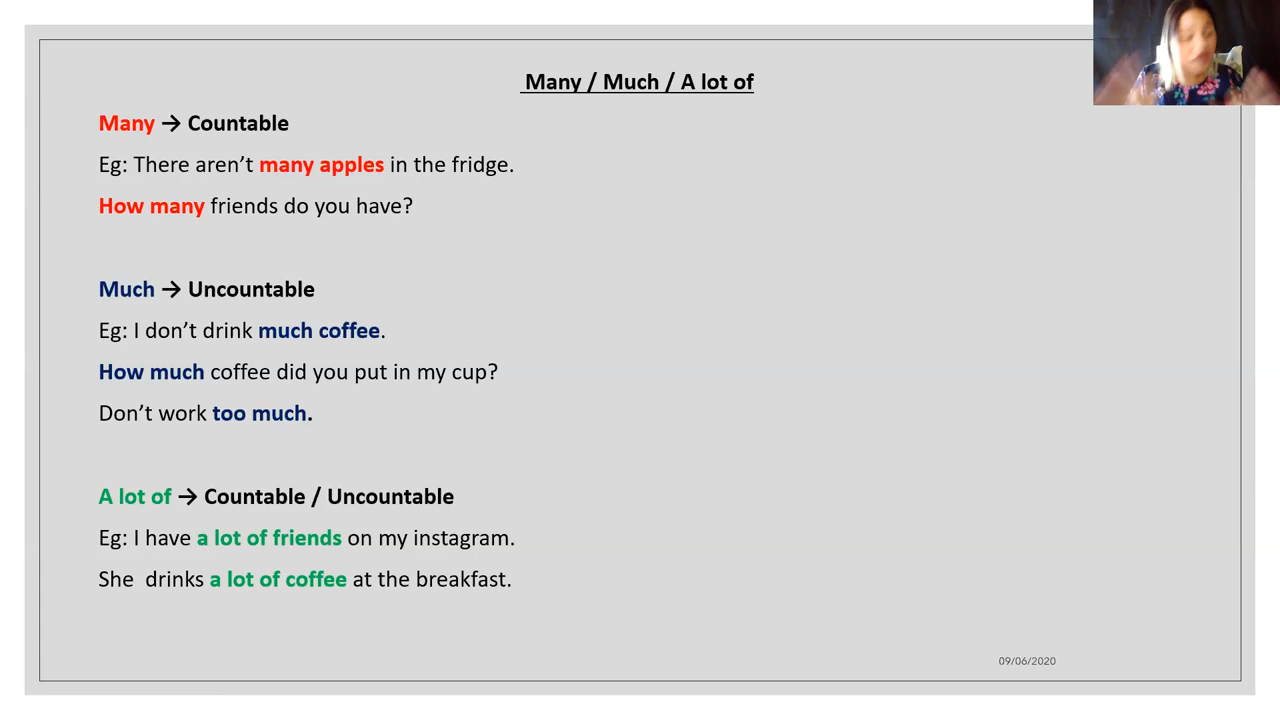 Many / Much / A lot of
Many → Countable
Eg: There aren’t many apples in the fridge.
How many friends do you have?
Much → Uncountable
Eg: I don’t drink much coffee.
How much coffee did you put in my cup?
Don’t work too much.
A lot of → Countable / Uncountable
Eg: I have a lot of friends on my instagram.
She  drinks a lot of coffee at the breakfast.
09/06/2020